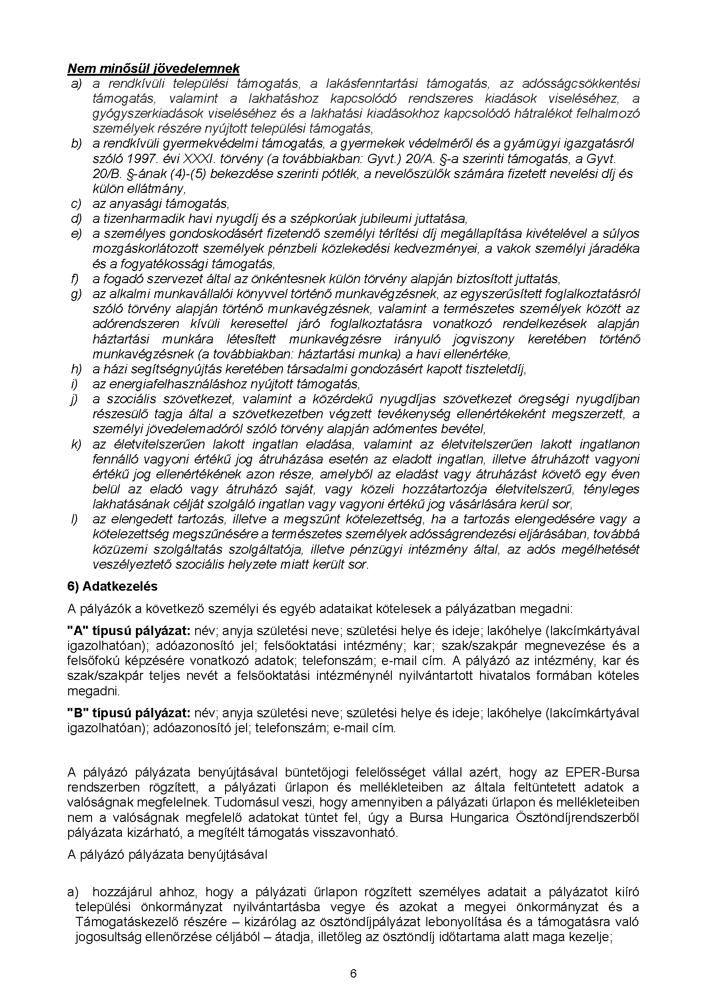 Nem minősül jövedelemnek
a) a rendkívüli települési támogatás, a lakásfenntartási támogatás, az adósságcsökkentési
támogatás, valamint a lakhatáshoz kapcsolódó rendszeres kiadások viseléséhez, a
gyógyszerkiadások viseléséhez és a lakhatási kiadásokhoz kapcsolódó hátralékot felhalmozó
személyek részére nyújtott települési támogatás,
b) a rendkívüli gyermekvédelmi támogatás, a gyermekek védelméről és a gyámügyi igazgatásról
szóló 1997. évi XXXI. törvény (a továbbiakban: Gyvt.) 20/A. §-a szerinti támogatás, a Gyvt.
20/B. §-ának (4)-(5) bekezdése szerinti pótlék, a nevelőszülők számára fizetett nevelési díj és
külön ellátmány,
c) az anyasági támogatás,
d) a tizenharmadik havi nyugdíj és a szépkorúak jubileumi juttatása,
e) a személyes gondoskodásért fizetendő személyi térítési díj megállapítása kivételével a súlyos
mozgáskorlátozott személyek pénzbeli közlekedési kedvezményei, a vakok személyi járadéka
és a fogyatékossági támogatás,
f) a fogadó szervezet által az önkéntesnek külön törvény alapján biztosított juttatás,
g) az alkalmi munkavállalói könyvvel történő munkavégzésnek, az egyszerűsített foglalkoztatásról
szóló törvény alapján történő munkavégzésnek, valamint a természetes személyek között az
adórendszeren kívüli keresettel járó foglalkoztatásra vonatkozó rendelkezések alapján
háztartási munkára létesített munkavégzésre irányuló jogviszony keretében történő
munkavégzésnek (a továbbiakban: háztartási munka) a havi ellenértéke,
h) a házi segítségnyújtás keretében társadalmi gondozásért kapott tiszteletdíj,
i) az energiafelhasználáshoz nyújtott támogatás,
j) a szociális szövetkezet, valamint a közérdekű nyugdíjas szövetkezet öregségi nyugdíjban
részesülő tagja által a szövetkezetben végzett tevékenység ellenértékeként megszerzett, a
személyi jövedelemadóról szóló törvény alapján adómentes bevétel,
k) az életvitelszerűen lakott ingatlan eladása, valamint az életvitelszerűen lakott ingatlanon
fennálló vagyoni értékű jog átruházása esetén az eladott ingatlan, illetve átruházott vagyoni
értékű jog ellenértékének azon része, amelyből az eladást vagy átruházást követő egy éven
belül az eladó vagy átruházó saját, vagy közeli hozzátartozója életvitelszerű, tényleges
lakhatásának célját szolgáló ingatlan vagy vagyoni értékű jog vásárlására kerül sor,
l) az elengedett tartozás, illetve a megszűnt kötelezettség, ha a tartozás elengedésére vagy a
kötelezettség megszűnésére a természetes személyek adósságrendezési eljárásában, továbbá
közüzemi szolgáltatás szolgáltatója, illetve pénzügyi intézmény által, az adós megélhetését
veszélyeztető szociális helyzete miatt került sor.
6) Adatkezelés
A pályázók a következő személyi és egyéb adataikat kötelesek a pályázatban megadni:
"A" típusú pályázat: név; anyja születési neve; születési helye és ideje; lakóhelye (lakcímkártyával
igazolhatóan); adóazonosító jel; felsőoktatási intézmény; kar; szak/szakpár megnevezése és a
felsőfokú képzésére vonatkozó adatok; telefonszám; e-mail cím. A pályázó az intézmény, kar és
szak/szakpár teljes nevét a felsőoktatási intézménynél nyilvántartott hivatalos formában köteles
megadni.
"B" típusú pályázat: név; anyja születési neve; születési helye és ideje; lakóhelye (lakcímkártyával
igazolhatóan); adóazonosító jel; telefonszám; e-mail cím.
A pályázó pályázata benyújtásával büntetőjogi felelősséget vállal azért, hogy az EPER-Bursa
rendszerben rögzített, a pályázati űrlapon és mellékleteiben az általa feltüntetett adatok a
valóságnak megfelelnek. Tudomásul veszi, hogy amennyiben a pályázati űrlapon és mellékleteiben
nem a valóságnak megfelelő adatokat tüntet fel, úgy a Bursa Hungarica Ösztöndíjrendszerből
pályázata kizárható, a megítélt támogatás visszavonható.
A pályázó pályázata benyújtásával
a) hozzájárul ahhoz, hogy a pályázati űrlapon rögzített személyes adatait a pályázatot kiíró
települési önkormányzat nyilvántartásba vegye és azokat a megyei önkormányzat és a
Támogatáskezelő részére – kizárólag az ösztöndíjpályázat lebonyolítása és a támogatásra való
jogosultság ellenőrzése céljából – átadja, illetőleg az ösztöndíj időtartama alatt maga kezelje;
6